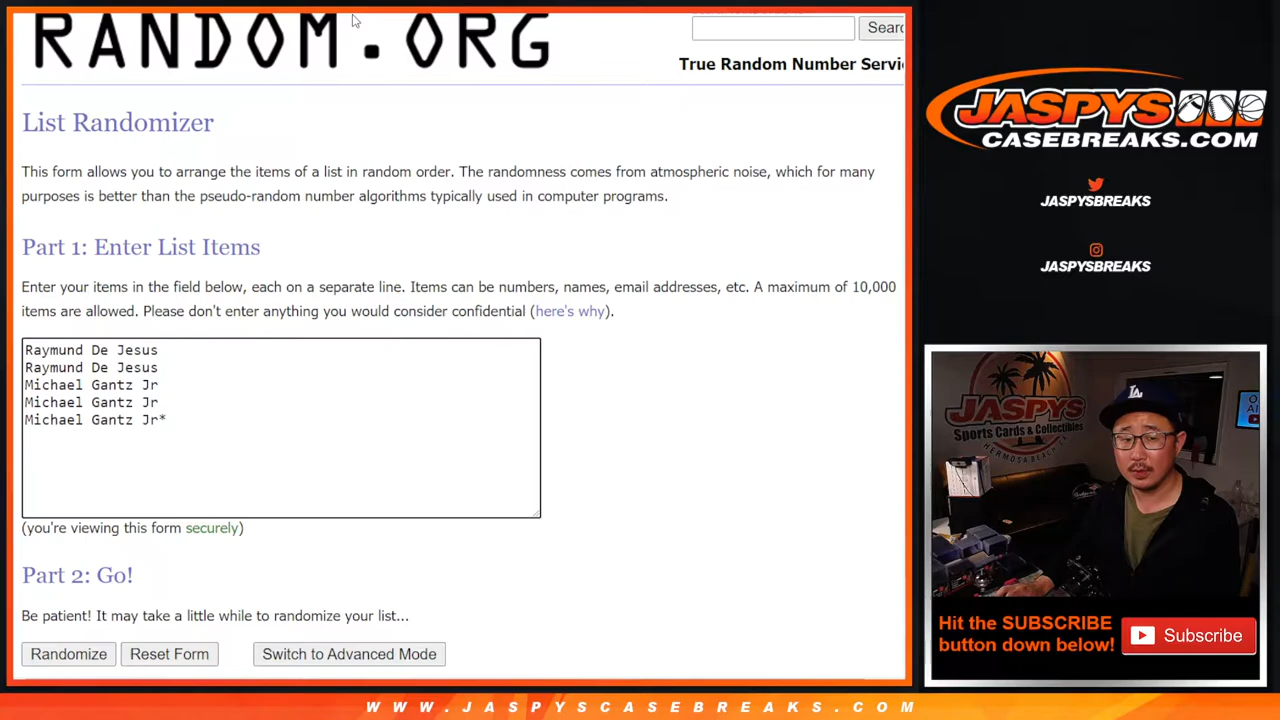 RANDOM.ORG
Searc
True Random Number Servi
List Randomizer
This form allows you to arrange the items of a list in random order. The randomness comes from atmospheric noise, which for many
purposes is better than the pseudo-random number algorithms typically used in computer programs.
Part 1: Enter List Items
Enter your items in the field below, each on a separate line. Items can be numbers, names, email addresses, etc. A maximum of 10,000
items are allowed. Please don't enter anything you would consider confidential (here's why).
Raymund De Jesus
Raymund De Jesus
Michael Gantz Jr
Michael Gantz Jr
Michael Gantz Jr*
(you're viewing this form securely)
Part 2: Go!
Be patient! It may take a little while to randomize your list...
Randomize Reset Form Switch to Advanced Mode
JASPYS
CASEBREAKS.COM
JASPYSBREAKS
JASPYSBREAKS
JASPYS
Sports Cards & Collectibles
HERMOSA BEACH, CA
LA
Hit the SUBSCRIBE
button down below!
Subscribe
WWW.JASPYSCASEBREAKS.COM